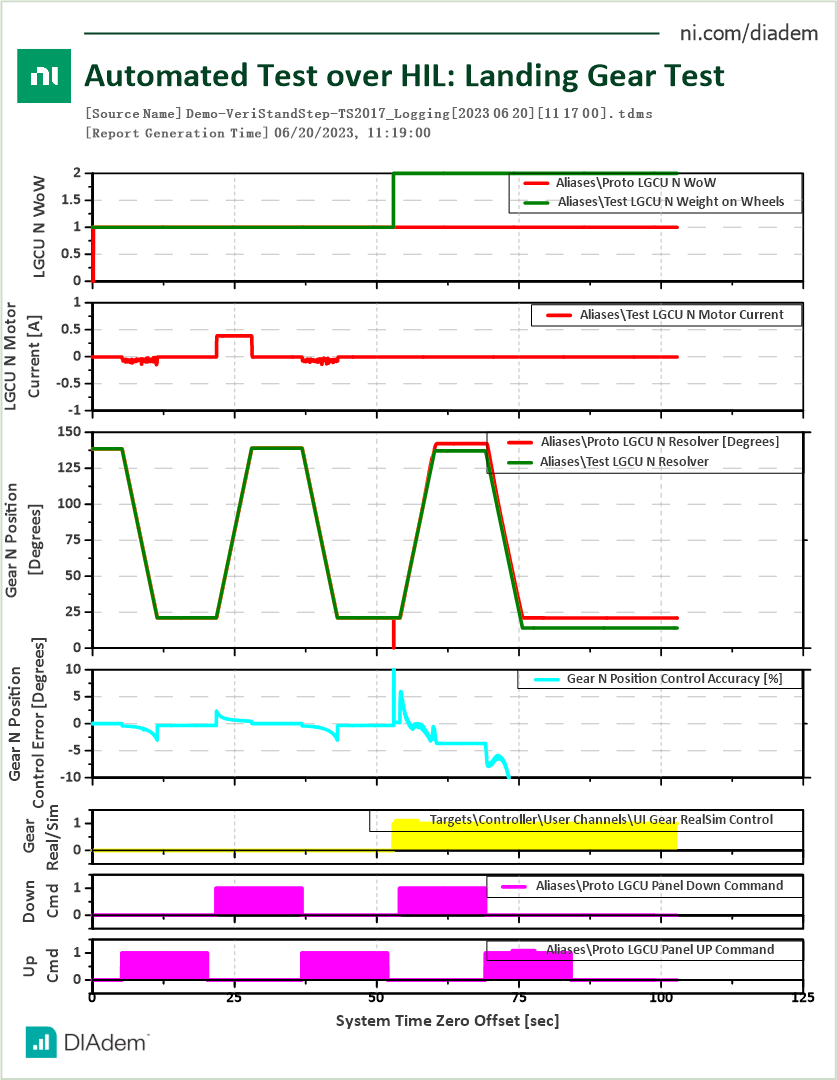 ni.com/diadem
ni
Automated Test over HIL: Landing Gear Test
[Source Name] Demo-VeriStandStep-TS2017_Logging[2023 06 20][11 17 00].tdms
[Report Generation Time] 06/20/2023, 11:19:00
LGCU N WoW
2
1.5
1
0.5
0
Aliases\Proto LGCU N WoW
Aliases\Test LGCU N Weight on Wheels
LGCU N Motor
Current [A]
1
0.5
0
-0.5
-1
Aliases\Test LGCU N Motor Current
Gear N Position
[Degrees]
150
125
100
75
50
25
0
Aliases\Proto LGCU N Resolver [Degrees]
Aliases\Test LGCU N Resolver
Gear N Position
Control Error [Degrees]
10
5
0
-5
-10
Gear N Position Control Accuracy [%]
Gear
Real/Sim
1
0
Targets\Controller\User Channels\UI Gear RealSim Control
Down
Cmd
1
0
Aliases\Proto LGCU Panel Down Command
Up
Cmd
1
0
Aliases\Proto LGCU Panel UP Command
0 25 50 75 100 125
System Time Zero Offset [sec]
DIAdem™